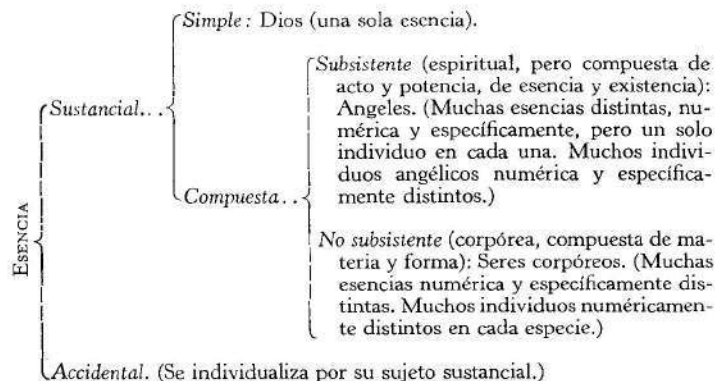 Simple: Dios (una sola esencia).
Subsistente (espiritual, pero compuesta de
acto y potencia, de esencia y existencia):
Angeles. (Muchas esencias distintas, nu-
mérica y específicamente, pero un solo
individuo en cada una. Muchos indivi-
duos angélicos numérica y específica-
mente distintos.)
Sustancial...
Compuesta..
No subsistente (corpórea, compuesta de ma-
teria y forma): Seres corpóreos. (Muchas
esencias numérica y específicamente dis-
tintas. Muchos individuos numéricamen-
te distintos en cada especie.)
ESENCIA
Accidental. (Se individualiza por su sujeto sustancial.)